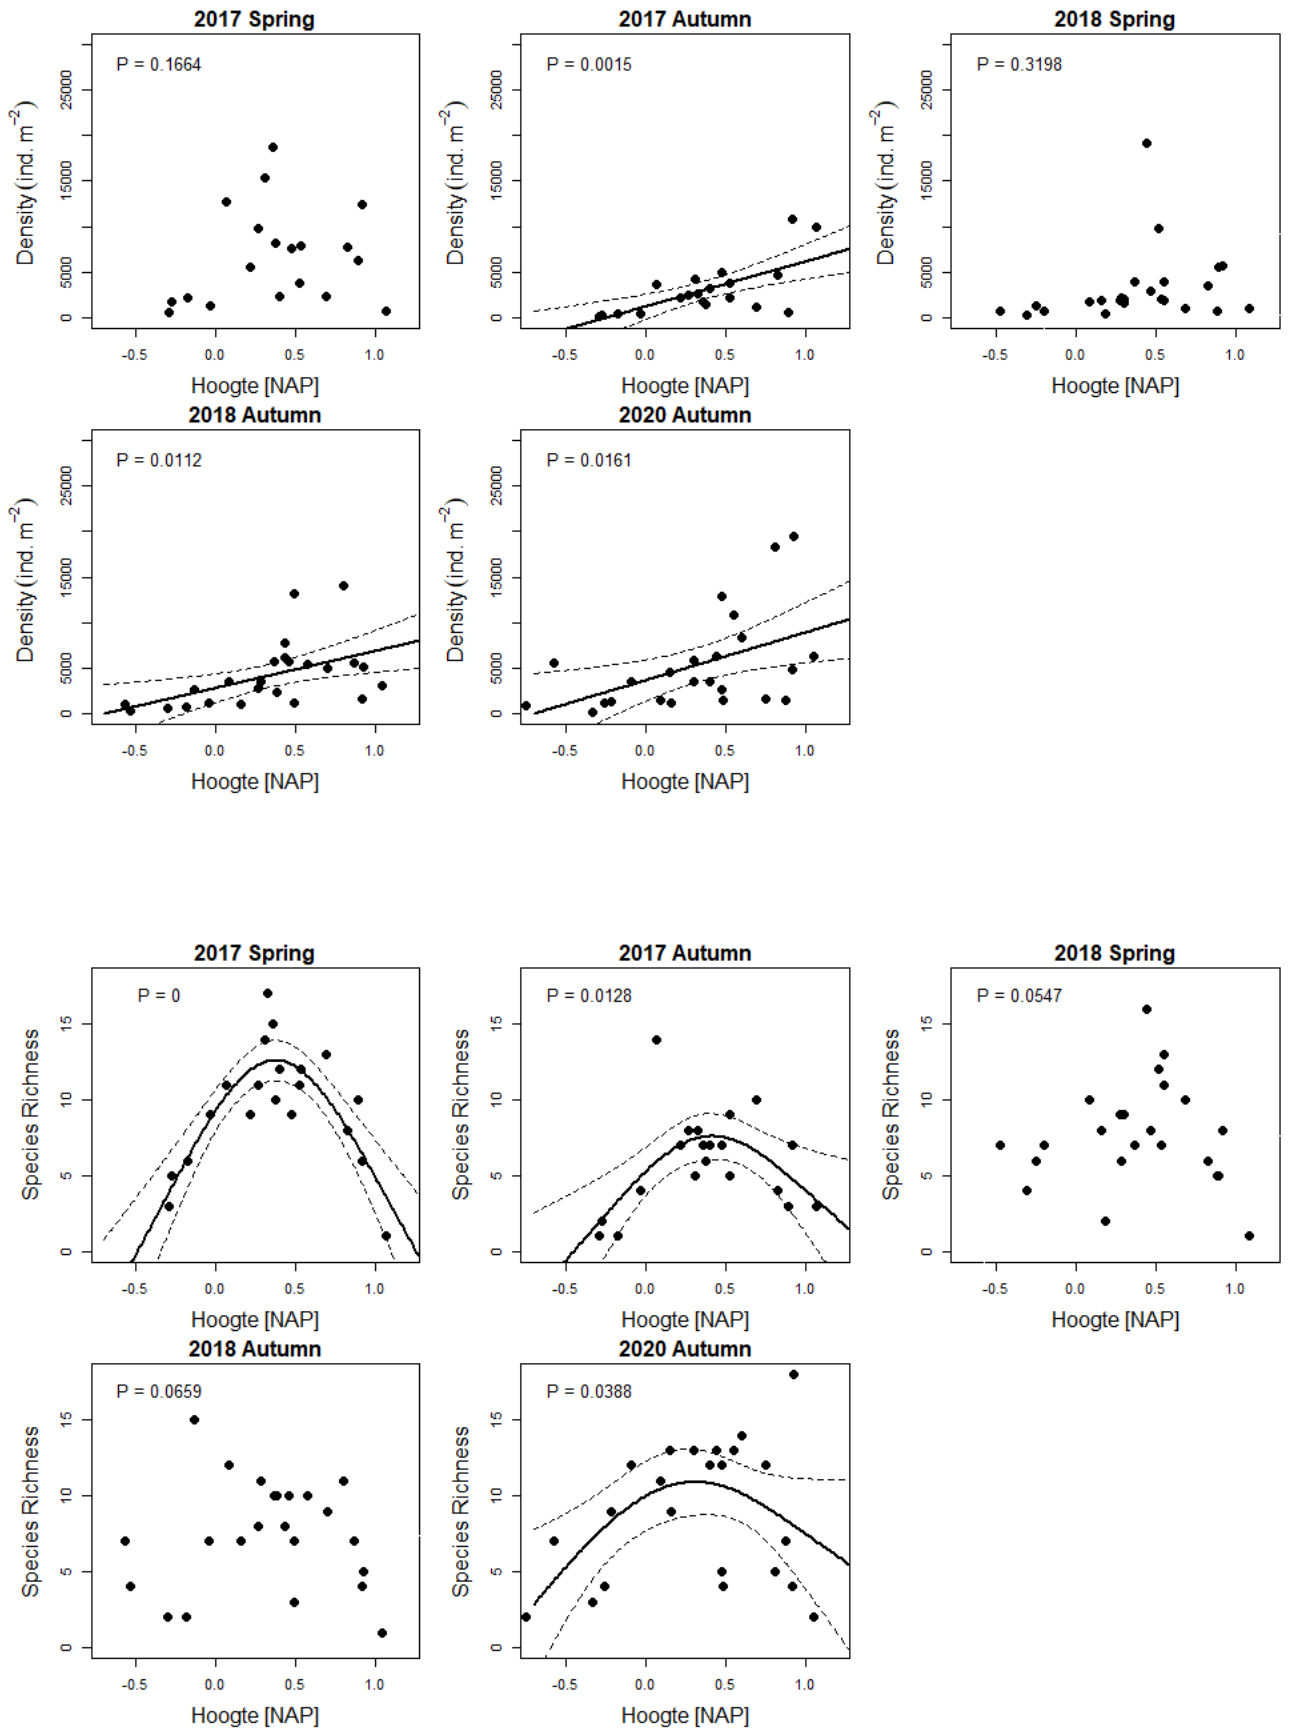 2017 Spring
P = 0.1664
Density (ind. m−2)
0 5000 15000 25000
-0.5 0.0 0.5 1.0
Hoogte [NAP]
2017 Autumn
P = 0.0015
Density (ind. m−2)
0 5000 15000 25000
-0.5 0.0 0.5 1.0
Hoogte [NAP]
2018 Spring
P = 0.3198
Density (ind. m−2)
0 5000 15000 25000
-0.5 0.0 0.5 1.0
Hoogte [NAP]
2018 Autumn
P = 0.0112
Density (ind. m−2)
0 5000 15000 25000
-0.5 0.0 0.5 1.0
Hoogte [NAP]
2020 Autumn
P = 0.0161
Density (ind. m−2)
0 5000 15000 25000
-0.5 0.0 0.5 1.0
Hoogte [NAP]
2017 Spring
P = 0
Species Richness
0 5 10 15
-0.5 0.0 0.5 1.0
Hoogte [NAP]
2017 Autumn
P = 0.0128
Species Richness
0 5 10 15
-0.5 0.0 0.5 1.0
Hoogte [NAP]
2018 Spring
P = 0.0547
Species Richness
0 5 10 15
-0.5 0.0 0.5 1.0
Hoogte [NAP]
2018 Autumn
P = 0.0659
Species Richness
0 5 10 15
-0.5 0.0 0.5 1.0
Hoogte [NAP]
2020 Autumn
P = 0.0388
Species Richness
0 5 10 15
-0.5 0.0 0.5 1.0
Hoogte [NAP]